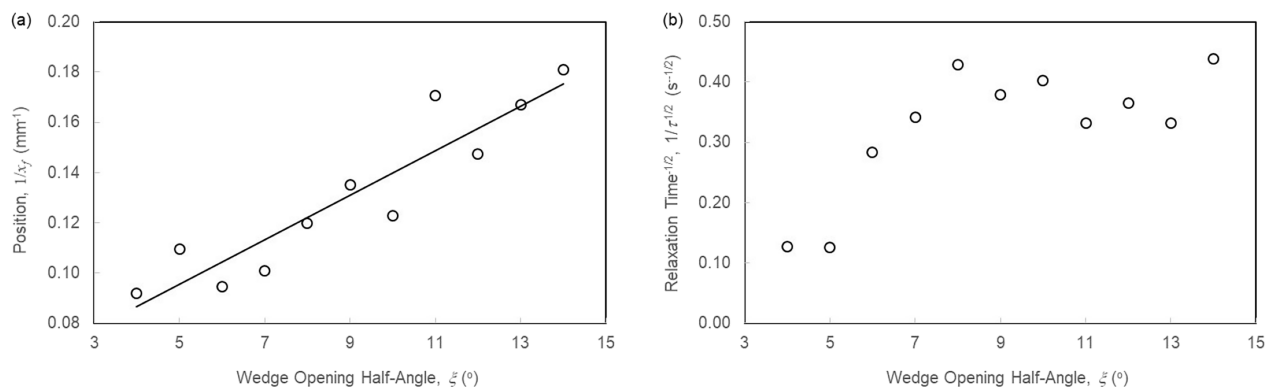 (a)
0.20
0.18
0.16
0.14
0.12
0.10
0.08
3 5 7 9 11 13 15
Position, 1/x_f (mm⁻¹)
Wedge Opening Half-Angle, ξ (°)
(b)
0.50
0.40
0.30
0.20
0.10
0.00
3 5 7 9 11 13 15
Relaxation Time⁻¹/², 1/τ¹/² (s⁻⁻¹/²)
Wedge Opening Half-Angle, ξ (°)